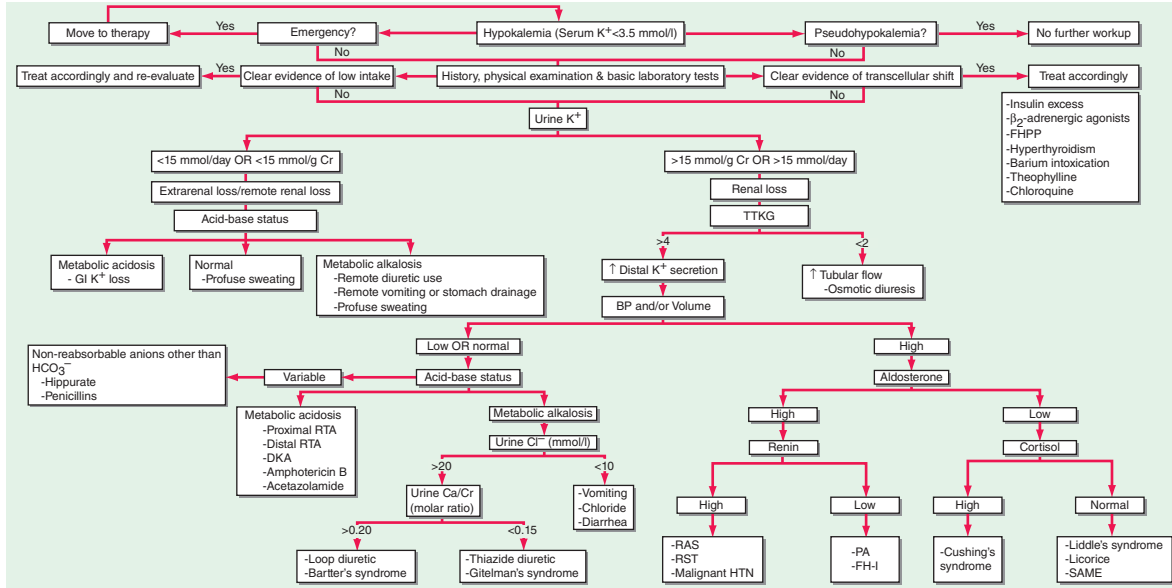 Move to therapy
Yes
Emergency?
Hypokalemia (Serum K+<3.5 mmol/l)
Pseudohypokalemia?
Yes
No further workup
No
No
Treat accordingly and re-evaluate
Yes
Clear evidence of low intake
History, physical examination & basic laboratory tests
Clear evidence of transcellular shift
Yes
Treat accordingly
No
No
-Insulin excess
-β2-adrenergic agonists
-FHPP
-Hyperthyroidism
-Barium intoxication
-Theophylline
-Chloroquine
Urine K+
<15 mmol/day OR <15 mmol/g Cr
>15 mmol/g Cr OR >15 mmol/day
Extrarenal loss/remote renal loss
Renal loss
Acid-base status
TTKG
>4
<2
Metabolic acidosis
- GI K+ loss
Normal
-Profuse sweating
Metabolic alkalosis
-Remote diuretic use
-Remote vomiting or stomach drainage
-Profuse sweating
↑ Distal K+ secretion
↑ Tubular flow
-Osmotic diuresis
BP and/or Volume
Low OR normal
High
Non-reabsorbable anions other than
HCO3−
-Hippurate
-Penicillins
Variable
Acid-base status
Aldosterone
Metabolic acidosis
-Proximal RTA
-Distal RTA
-DKA
-Amphotericin B
-Acetazolamide
Metabolic alkalosis
High
Low
Urine Cl− (mmol/l)
Renin
Cortisol
>20
<10
Urine Ca/Cr
(molar ratio)
-Vomiting
-Chloride
-Diarrhea
High
Low
High
Normal
>0.20
<0.15
-Loop diuretic
-Bartter's syndrome
-Thiazide diuretic
-Gitelman's syndrome
-RAS
-RST
-Malignant HTN
-PA
-FH-I
-Cushing's
syndrome
-Liddle's syndrome
-Licorice
-SAME